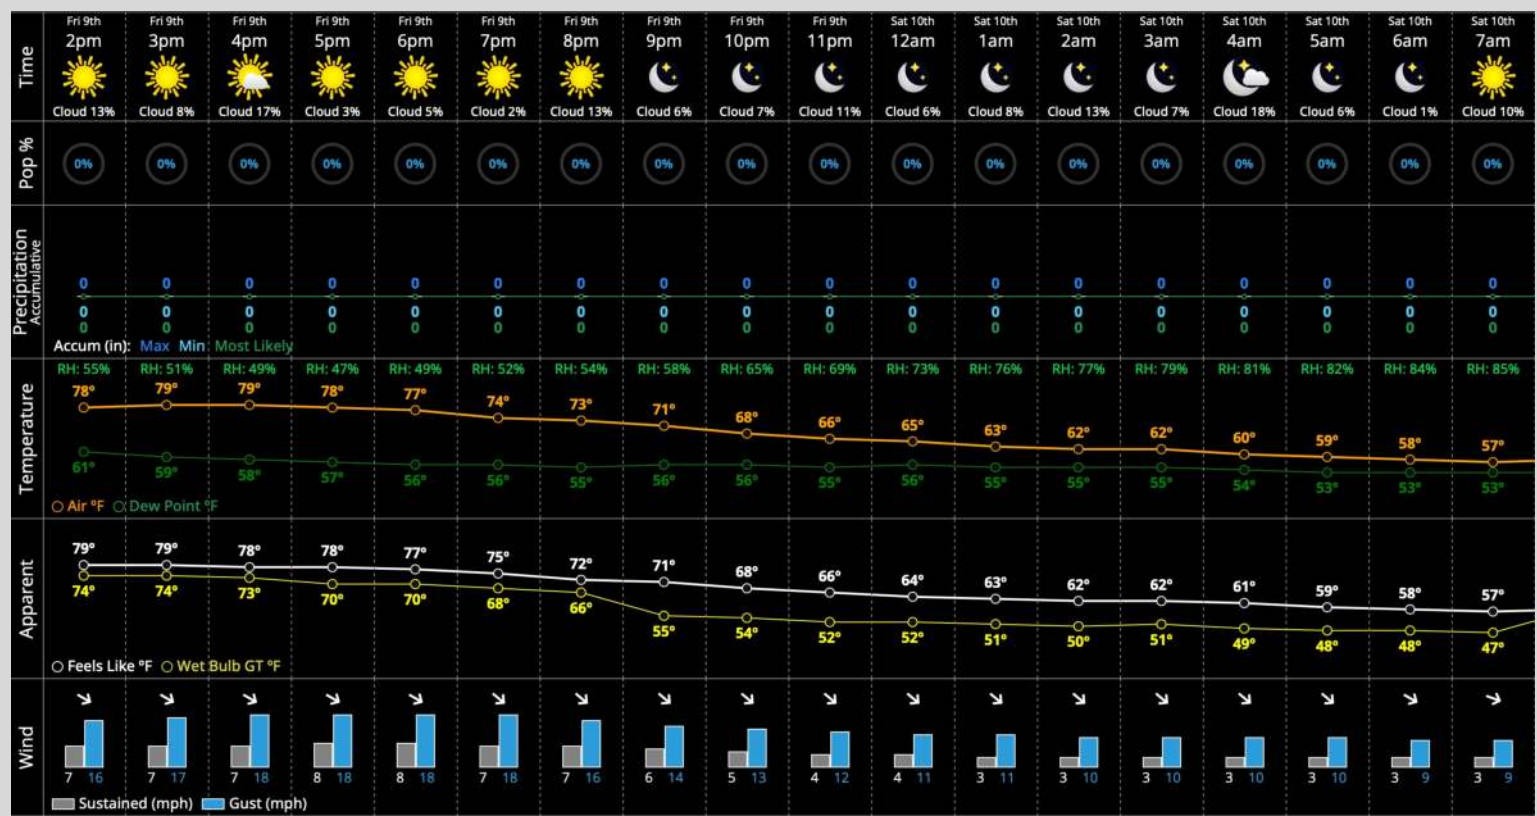 Time
Fri 9th Fri 9th Fri 9th Fri 9th Fri 9th Fri 9th Fri 9th Fri 9th Fri 9th Fri 9th Sat 10th Sat 10th Sat 10th Sat 10th Sat 10th Sat 10th Sat 10th Sat 10th
2pm 3pm 4pm 5pm 6pm 7pm 8pm 9pm 10pm 11pm 12am 1am 2am 3am 4am 5am 6am 7am
Cloud 13% Cloud 8% Cloud 17% Cloud 3% Cloud 5% Cloud 2% Cloud 13% Cloud 6% Cloud 7% Cloud 11% Cloud 6% Cloud 8% Cloud 13% Cloud 7% Cloud 18% Cloud 6% Cloud 1% Cloud 10%
Pop %
0% 0% 0% 0% 0% 0% 0% 0% 0% 0% 0% 0% 0% 0% 0% 0% 0% 0%
Precipitation
Accumulative
0 0 0 0 0 0 0 0 0 0 0 0 0 0 0 0 0 0
0 0 0 0 0 0 0 0 0 0 0 0 0 0 0 0 0 0
0 0 0 0 0 0 0 0 0 0 0 0 0 0 0 0 0 0
Accum (in): Max Min Most Likely
Temperature
RH: 55% RH: 51% RH: 49% RH: 47% RH: 49% RH: 52% RH: 54% RH: 58% RH: 65% RH: 69% RH: 73% RH: 76% RH: 77% RH: 79% RH: 81% RH: 82% RH: 84% RH: 85%
78° 79° 79° 78° 77° 74° 73° 71° 68° 66° 65° 63° 62° 62° 60° 59° 58° 57°
61° 59° 58° 57° 56° 56° 55° 56° 56° 55° 56° 55° 55° 55° 54° 53° 53° 53°
Air °F Dew Point °F
Apparent
79° 79° 78° 78° 77° 75° 72° 71° 68° 66° 64° 63° 62° 62° 61° 59° 58° 57°
74° 74° 73° 70° 70° 68° 66° 55° 54° 52° 52° 51° 50° 51° 49° 48° 48° 47°
Feels Like °F Wet Bulb GT °F
Wind
7 16 7 17 7 18 8 18 8 18 7 18 7 16 6 14 5 13 4 12 4 11 3 11 3 10 3 10 3 10 3 10 3 9 3 9
Sustained (mph) Gust (mph)